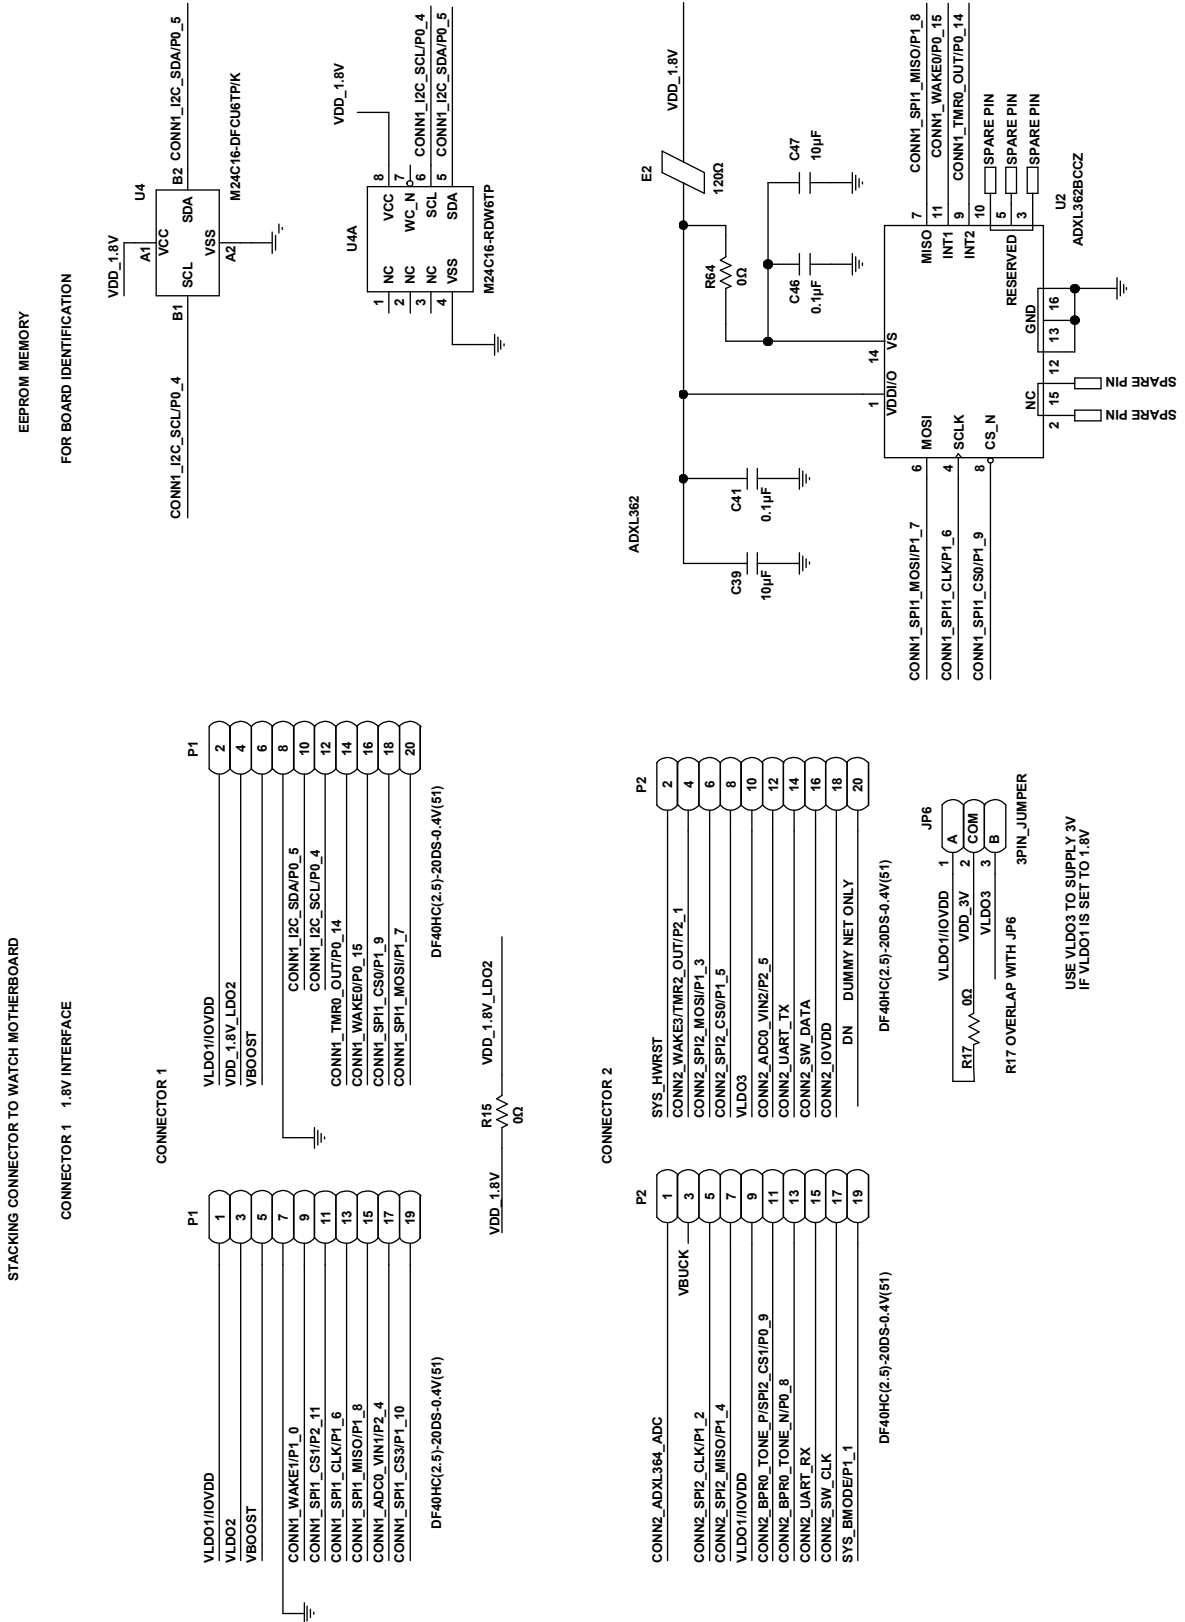 STACKING CONNECTOR TO WATCH MOTHERBOARD
CONNECTOR 1 1.8V INTERFACE
CONNECTOR 1
P1
VLDO1/IOVDD 1
VLDO2 3
VBOOST 5
7
CONN1_WAKE1/P1_0 9
CONN1_SPI1_CS1/P2_11 11
CONN1_SPI1_CLK/P1_6 13
CONN1_SPI1_MISO/P1_8 15
CONN1_ADC0_VIN1/P2_4 17
CONN1_SPI1_CS3/P1_10 19
DF40HC(2.5)-20DS-0.4V(51)
P1
VLDO1/IOVDD 2
VDD_1.8V_LDO2 4
VBOOST 6
8
CONN1_I2C_SDA/P0_5 10
CONN1_I2C_SCL/P0_4 12
CONN1_TMR0_OUT/P0_14 14
CONN1_WAKE0/P0_15 16
CONN1_SPI1_CS0/P1_9 18
CONN1_SPI1_MOSI/P1_7 20
DF40HC(2.5)-20DS-0.4V(51)
VDD_1.8V R15 VDD_1.8V_LDO2
0Ω
CONNECTOR 2
P2
CONN2_ADXL364_ADC 1
VBUCK 3
CONN2_SPI2_CLK/P1_2 5
CONN2_SPI2_MISO/P1_4 7
VLDO1/IOVDD 9
CONN2_BPR0_TONE_P/SPI2_CS1/P0_9 11
CONN2_BPR0_TONE_N/P0_8 13
CONN2_UART_RX 15
CONN2_SW_CLK 17
SYS_BMODE/P1_1 19
DF40HC(2.5)-20DS-0.4V(51)
P2
SYS_HWRST 2
CONN2_WAKE3/TMR2_OUT/P2_1 4
CONN2_SPI2_MOSI/P1_3 6
CONN2_SPI2_CS0/P1_5 8
VLDO3 10
CONN2_ADC0_VIN2/P2_5 12
CONN2_UART_TX 14
CONN2_SW_DATA 16
CONN2_IOVDD 18
DN DUMMY NET ONLY 20
DF40HC(2.5)-20DS-0.4V(51)
JP6
VLDO1/IOVDD 1 A
VDD_3V 2 COM
VLDO3 3 B
3PIN_JUMPER
R17 0Ω
R17 OVERLAP WITH JP6
USE VLDO3 TO SUPPLY 3V
IF VLDO1 IS SET TO 1.8V
EEPROM MEMORY
FOR BOARD IDENTIFICATION
VDD_1.8V
U4
A1
VCC
CONN1_I2C_SCL/P0_4 B1 SCL SDA B2 CONN1_I2C_SDA/P0_5
VSS
A2
M24C16-DFCU6TP/K
VDD_1.8V
U4A
1 NC VCC 8
2 NC WC_N 7
3 NC SCL 6 CONN1_I2C_SCL/P0_4
4 VSS SDA 5 CONN1_I2C_SDA/P0_5
M24C16-RDW6TP
ADXL362
E2
VDD_1.8V
120Ω
C39
10µF
C41
0.1µF
R64
0Ω
C46
0.1µF
C47
10µF
1 14
VDDI/O VS
CONN1_SPI1_MOSI/P1_7 6 MOSI
CONN1_SPI1_CLK/P1_6 4 SCLK
CONN1_SPI1_CS0/P1_9 8 CS_N
MISO 7 CONN1_SPI1_MISO/P1_8
INT1 11 CONN1_WAKE0/P0_15
INT2 9 CONN1_TMR0_OUT/P0_14
RESERVED
10 SPARE PIN
5 SPARE PIN
3 SPARE PIN
U2
ADXL362BCCZ
NC GND
2 15 12 13 16
SPARE PIN
SPARE PIN